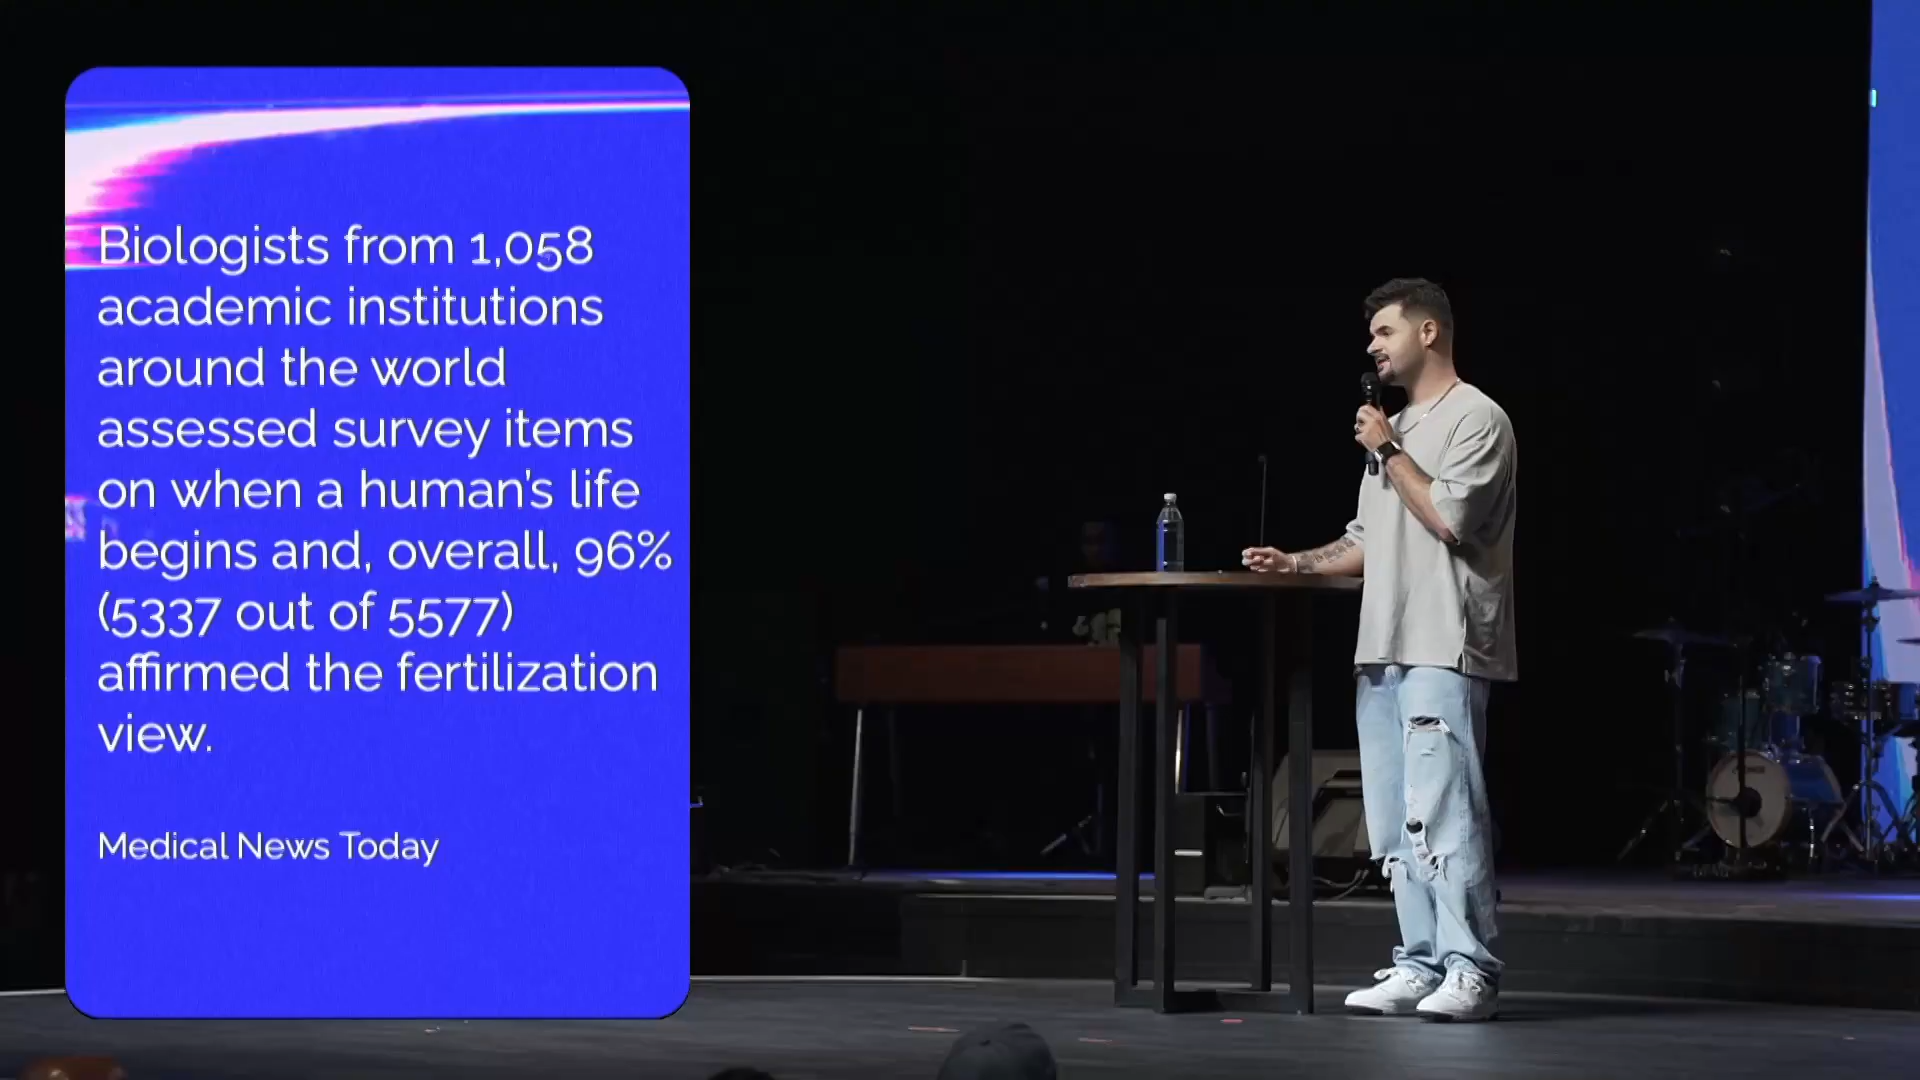 Biologists from 1,058
academic institutions
around the world
assessed survey items
on when a human's life
begins and, overall, 96%
(5337 out of 5577)
affirmed the fertilization
view.
Medical News Today